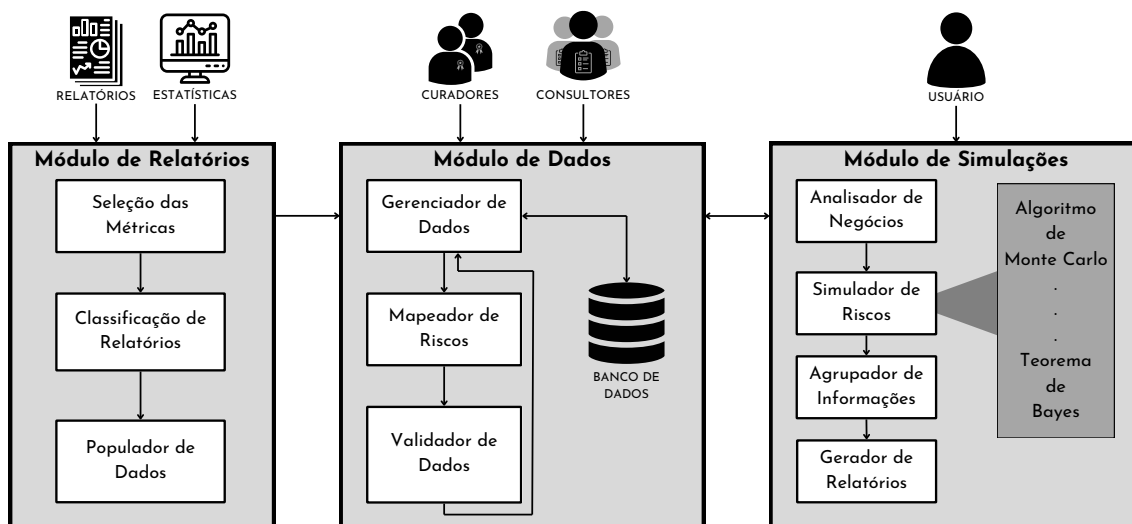 RELATÓRIOS
ESTATÍSTICAS
CURADORES
CONSULTORES
USUÁRIO
Módulo de Relatórios
Seleção das
Métricas
Classificação de
Relatórios
Populador de
Dados
Módulo de Dados
Gerenciador de
Dados
Mapeador de
Riscos
Validador de
Dados
BANCO DE
DADOS
Módulo de Simulações
Analisador de
Negócios
Simulador de
Riscos
Agrupador de
Informações
Gerador de
Relatórios
Algoritmo
de
Monte Carlo
.
.
.
Teorema
de
Bayes